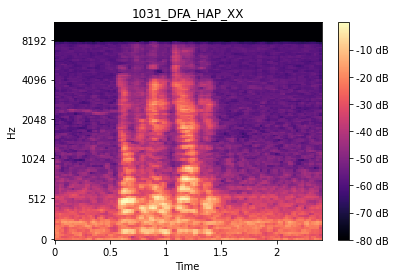 1031_DFA_HAP_XX
8192
4096
2048
1024
512
0
Hz
0
0.5
1
1.5
2
Time
-10 dB
-20 dB
-30 dB
-40 dB
-50 dB
-60 dB
-70 dB
-80 dB